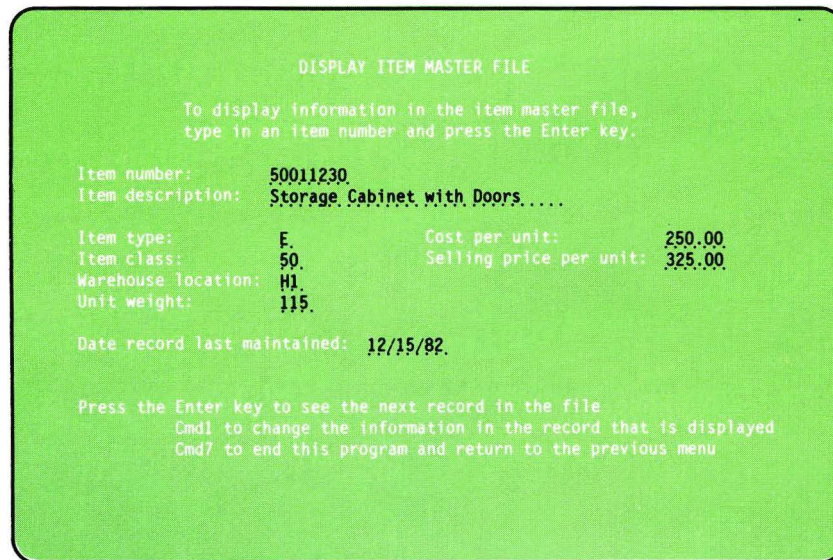 DISPLAY ITEM MASTER FILE
To display information in the item master file,
type in an item number and press the Enter key.
Item number: 50011230
Item description: Storage Cabinet with Doors
Item type: E Cost per unit: 250.00
Item class: 50 Selling price per unit: 325.00
Warehouse location: H1
Unit weight: 115
Date record last maintained: 12/15/82
Press the Enter key to see the next record in the file
Cmd1 to change the information in the record that is displayed
Cmd7 to end this program and return to the previous menu